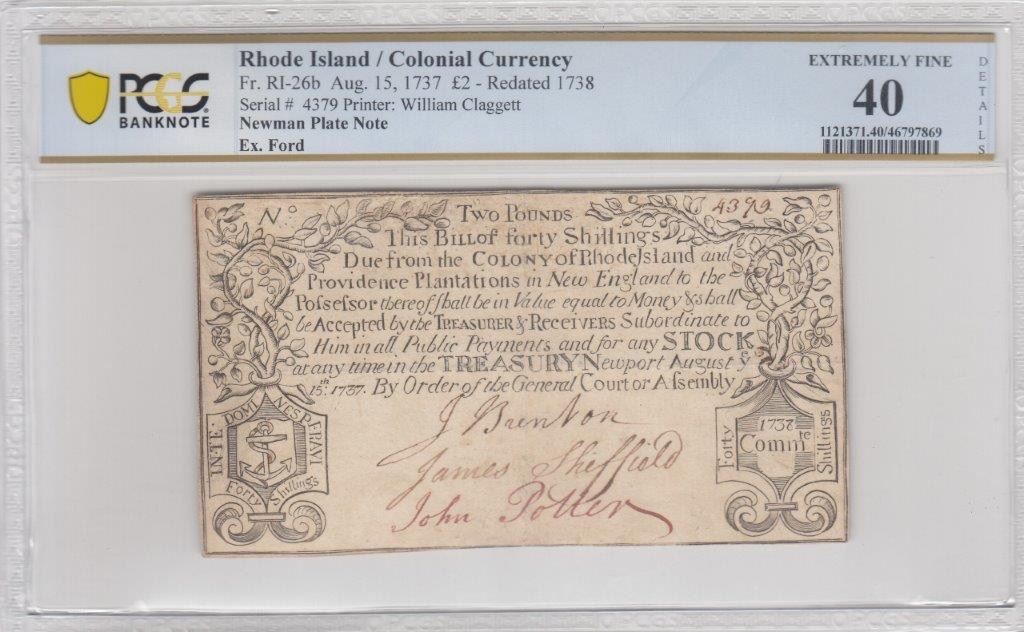 PCGS
BANKNOTE
Rhode Island / Colonial Currency
Fr. RI-26b Aug. 15, 1737 £2 - Redated 1738
Serial # 4379 Printer: William Claggett
Newman Plate Note
Ex. Ford
EXTREMELY FINE
40
1121371.40/46797869
DETAILS
No
TWO POUNDS
4379
This BILL of forty Shillings
Due from the COLONY of Rhode Island and
Providence Plantations in New England to the
Possessor thereof shall be in Value equal to Money & shall
be Accepted by the TREASURER & RECEIVERS Subordinate to
Him in all Public Payments and for any STOCK
at any time in the TREASURY Newport August ye
15th. 1737. By Order of the General Court or Assembly
J Brenton
James Sheffield
John Potter
IN TE DOMINE SPERAVI
Forty Shillings
Forty
1738
Commte
Shillings